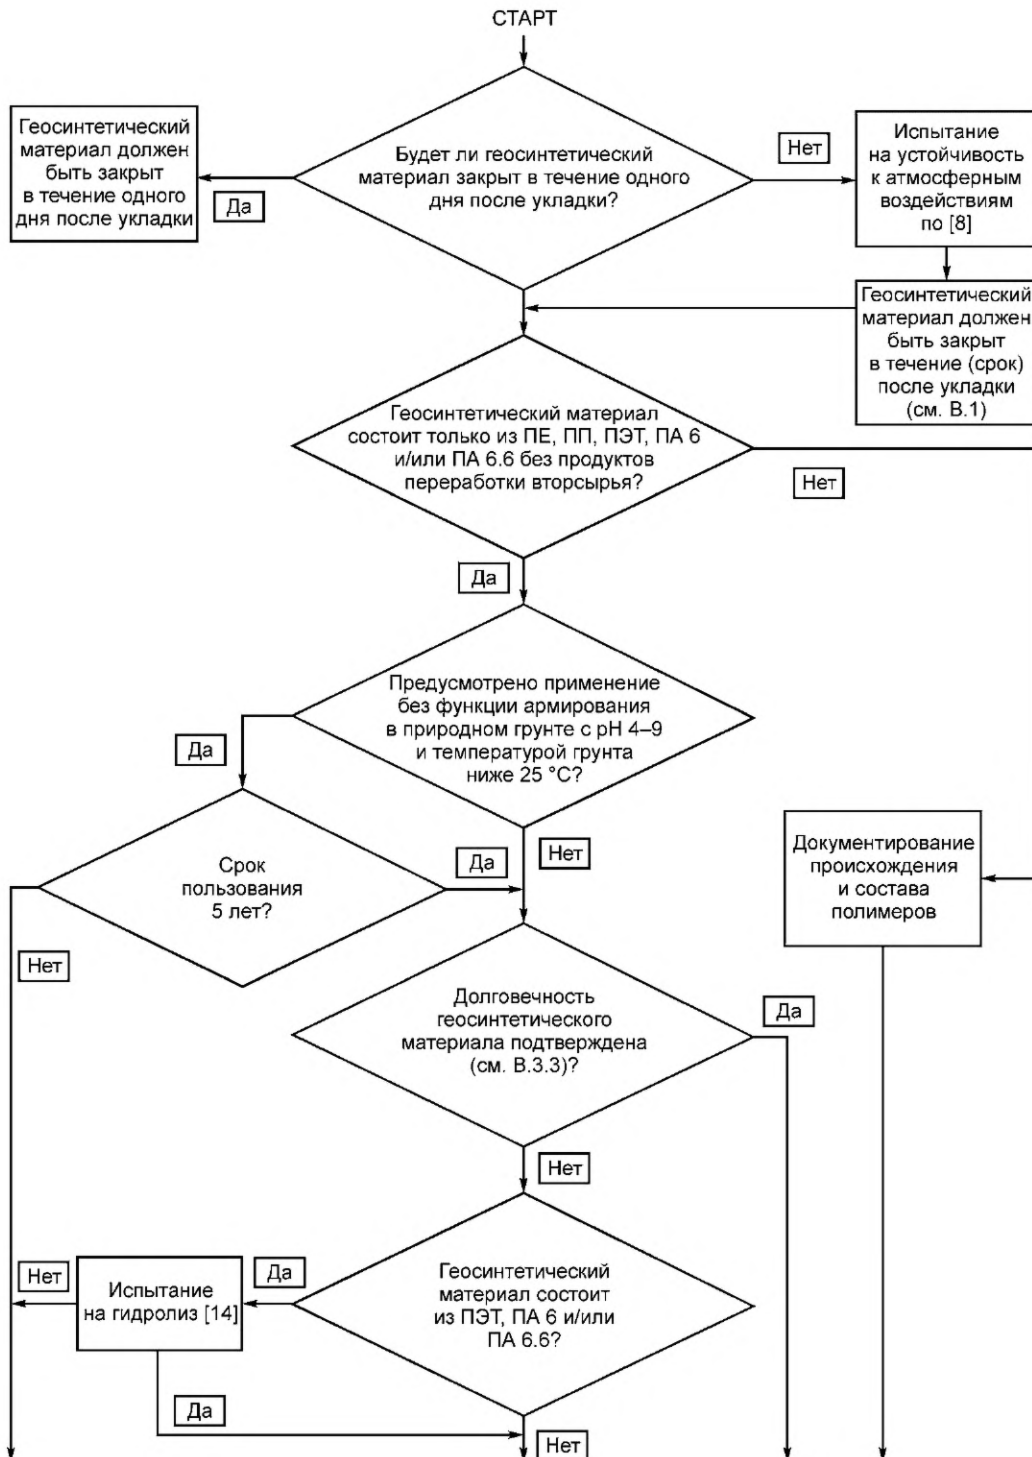 СТАРТ
Геосинтетический
материал должен
быть закрыт
в течение одного
дня после укладки
Да
Будет ли геосинтетический
материал закрыт в течение одного
дня после укладки?
Нет
Испытание
на устойчивость
к атмосферным
воздействиям
по [8]
Геосинтетический
материал должен
быть закрыт
в течение (срок)
после укладки
(см. В.1)
Геосинтетический материал
состоит только из ПЕ, ПП, ПЭТ, ПА 6
и/или ПА 6.6 без продуктов
переработки вторсырья?
Нет
Да
Предусмотрено применение
без функции армирования
в природном грунте с pH 4–9
и температурой грунта
ниже 25 °С?
Да
Нет
Срок
пользования
5 лет?
Да
Нет
Документирование
происхождения
и состава
полимеров
Долговечность
геосинтетического
материала подтверждена
(см. В.3.3)?
Да
Нет
Геосинтетический
материал состоит
из ПЭТ, ПА 6 и/или
ПА 6.6?
Да
Испытание
на гидролиз [14]
Нет
Да
Нет